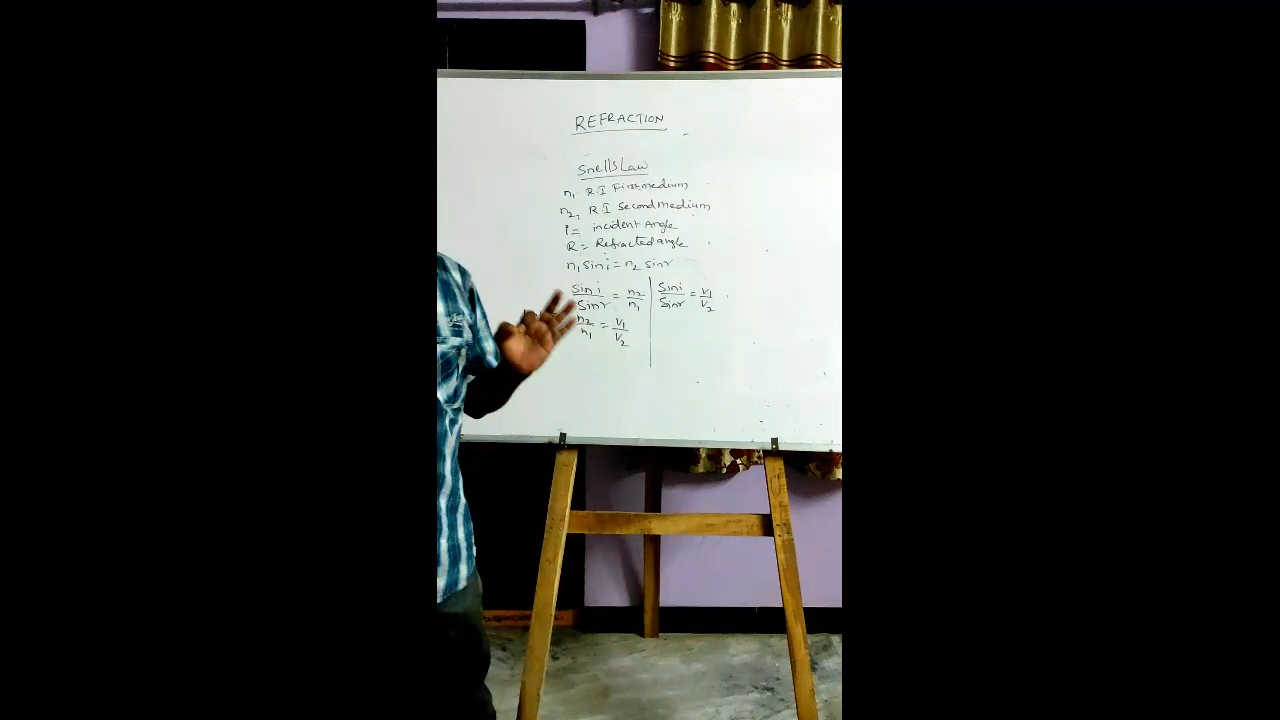 REFRACTION
Snells Law
n₁ R.I First medium
n₂, R I Second medium
i = incident Angle
R = Refracted angle
n₁ sin i = n₂ sin r
Sin i / Sin r = n₂ / n₁ | Sin i / Sin r = V₁ / V₂
n₂ / n₁ = V₁ / V₂